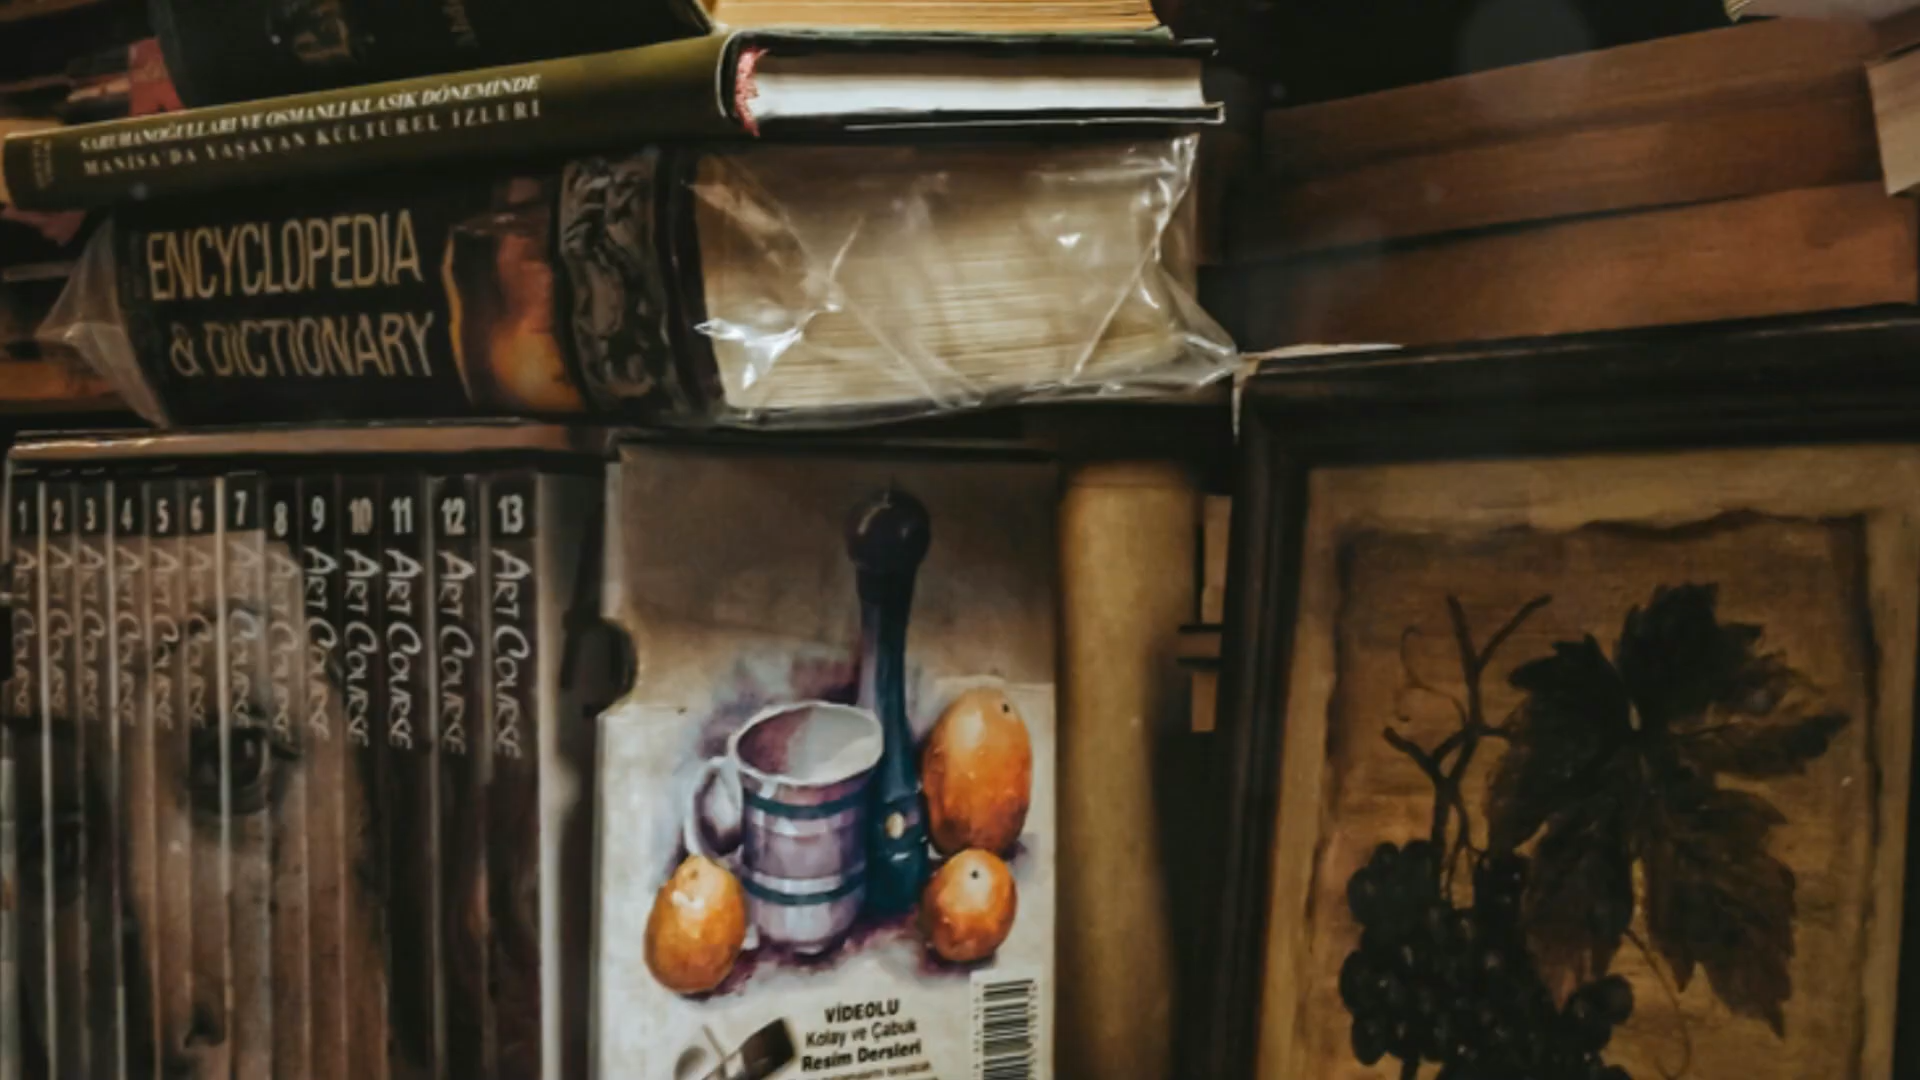 SARUHANOĞULLARI VE OSMANLI KLASİK DÖNEMİNDE
MANİSA'DA YAŞAYAN KÜLTÜREL İZLERİ
ENCYCLOPEDIA
& DICTIONARY
1 2 3 4 5 6 7 8 9 10 11 12 13
ART COURSE
ART COURSE
ART COURSE
ART COURSE
ART COURSE
ART COURSE
ART COURSE
ART COURSE
ART COURSE
ART COURSE
ART COURSE
ART COURSE
ART COURSE
VİDEOLU
Kolay ve Çabuk
Resim Dersleri